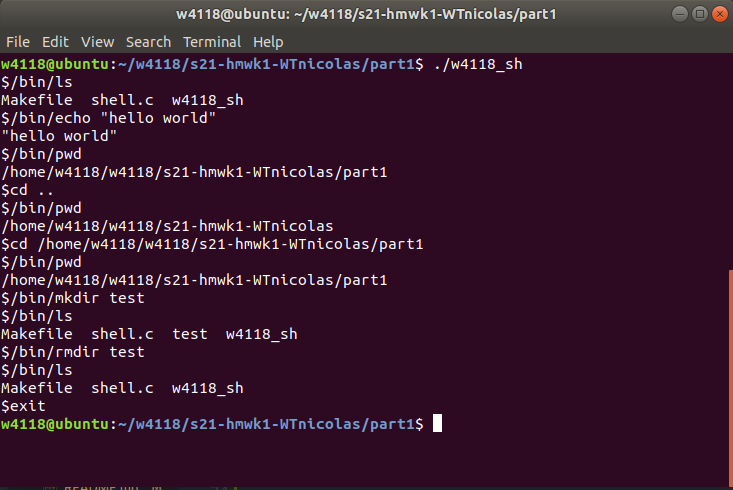 w4118@ubuntu: ~/w4118/s21-hmwk1-WTnicolas/part1
File Edit View Search Terminal Help
w4118@ubuntu:~/w4118/s21-hmwk1-WTnicolas/part1$ ./w4118_sh
$/bin/ls
Makefile  shell.c  w4118_sh
$/bin/echo "hello world"
"hello world"
$/bin/pwd
/home/w4118/w4118/s21-hmwk1-WTnicolas/part1
$cd ..
$/bin/pwd
/home/w4118/w4118/s21-hmwk1-WTnicolas
$cd /home/w4118/w4118/s21-hmwk1-WTnicolas/part1
$/bin/pwd
/home/w4118/w4118/s21-hmwk1-WTnicolas/part1
$/bin/mkdir test
$/bin/ls
Makefile  shell.c  test  w4118_sh
$/bin/rmdir test
$/bin/ls
Makefile  shell.c  w4118_sh
$exit
w4118@ubuntu:~/w4118/s21-hmwk1-WTnicolas/part1$